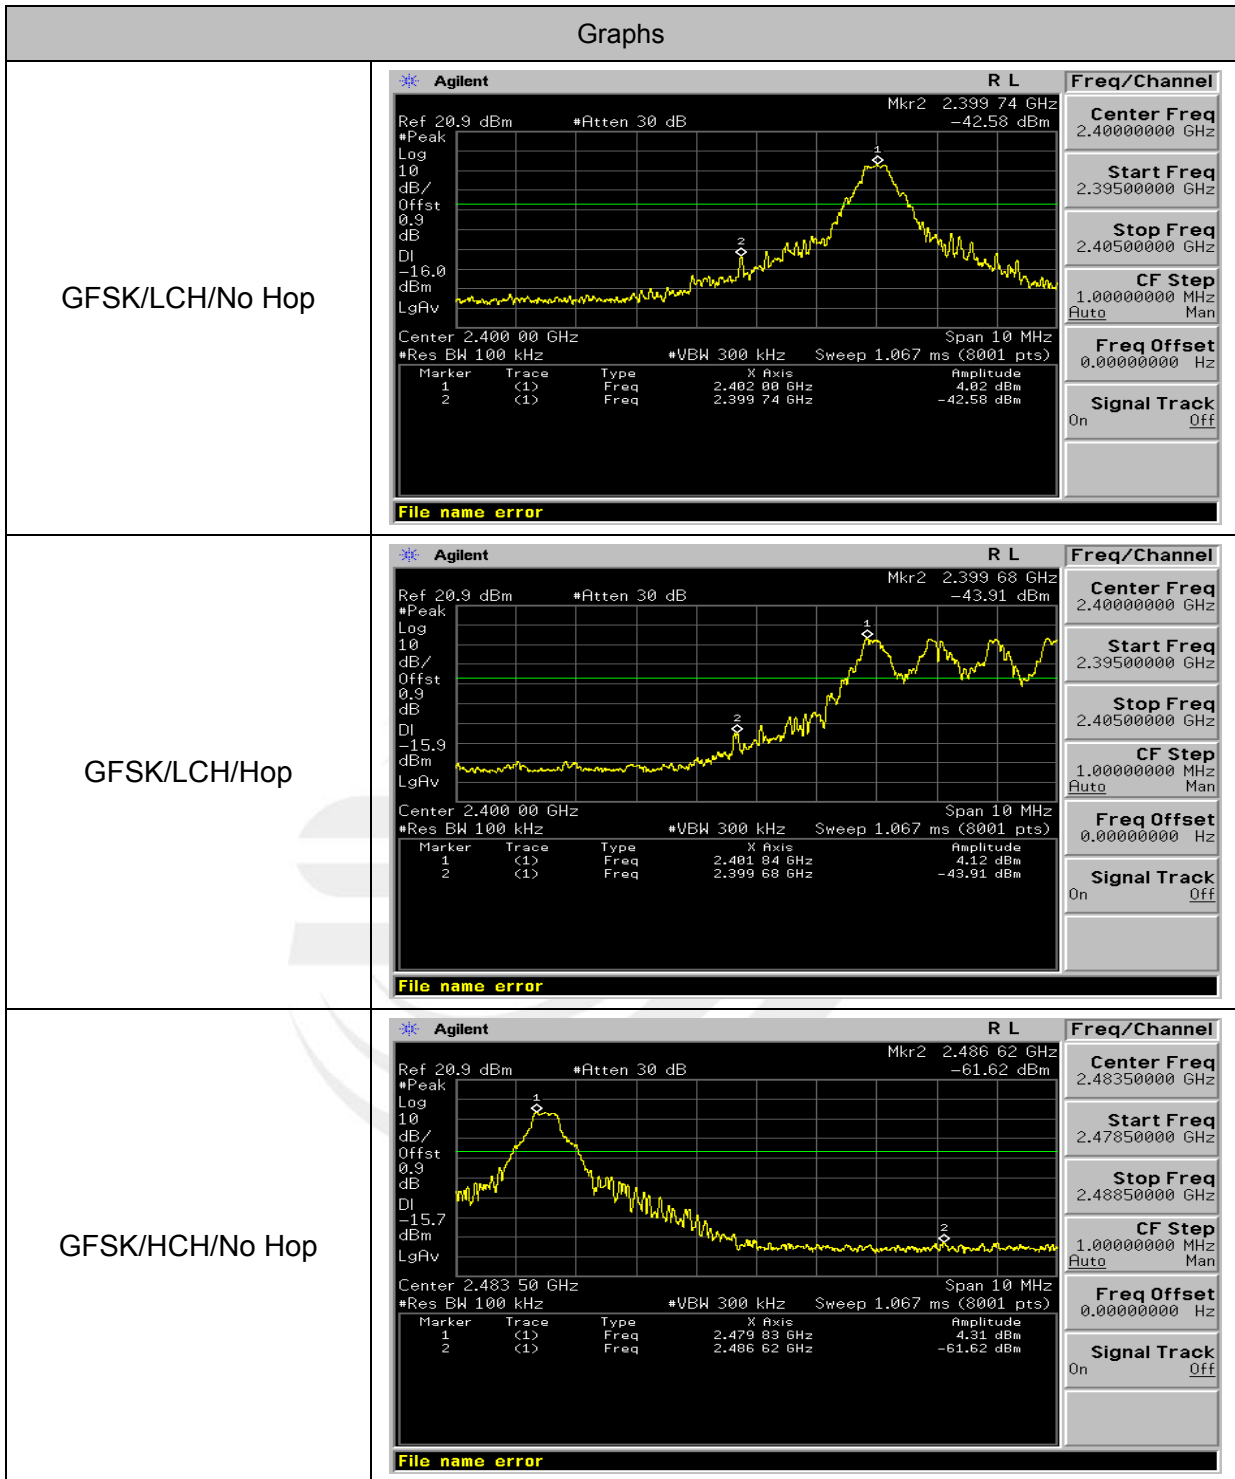 Graphs
GFSK/LCH/No Hop
Agilent R L Freq/Channel
Mkr2 2.399 74 GHz
Ref 20.9 dBm #Atten 30 dB -42.58 dBm
#Peak
Log
10
dB/
Offst
0.9
dB
DI
-16.0
dBm
LgAv
1
2
Center 2.400 00 GHz Span 10 MHz
#Res BW 100 kHz #VBW 300 kHz Sweep 1.067 ms (8001 pts)
Marker Trace Type X Axis Amplitude
1 (1) Freq 2.402 00 GHz 4.02 dBm
2 (1) Freq 2.399 74 GHz -42.58 dBm
File name error
Center Freq
2.40000000 GHz
Start Freq
2.39500000 GHz
Stop Freq
2.40500000 GHz
CF Step
1.00000000 MHz
Auto Man
Freq Offset
0.00000000 Hz
Signal Track
On Off
GFSK/LCH/Hop
Agilent R L Freq/Channel
Mkr2 2.399 68 GHz
Ref 20.9 dBm #Atten 30 dB -43.91 dBm
#Peak
Log
10
dB/
Offst
0.9
dB
DI
-15.9
dBm
LgAv
1
2
Center 2.400 00 GHz Span 10 MHz
#Res BW 100 kHz #VBW 300 kHz Sweep 1.067 ms (8001 pts)
Marker Trace Type X Axis Amplitude
1 (1) Freq 2.401 84 GHz 4.12 dBm
2 (1) Freq 2.399 68 GHz -43.91 dBm
File name error
Center Freq
2.40000000 GHz
Start Freq
2.39500000 GHz
Stop Freq
2.40500000 GHz
CF Step
1.00000000 MHz
Auto Man
Freq Offset
0.00000000 Hz
Signal Track
On Off
GFSK/HCH/No Hop
Agilent R L Freq/Channel
Mkr2 2.486 62 GHz
Ref 20.9 dBm #Atten 30 dB -61.62 dBm
#Peak
Log
10
dB/
Offst
0.9
dB
DI
-15.7
dBm
LgAv
1
2
Center 2.483 50 GHz Span 10 MHz
#Res BW 100 kHz #VBW 300 kHz Sweep 1.067 ms (8001 pts)
Marker Trace Type X Axis Amplitude
1 (1) Freq 2.479 83 GHz 4.31 dBm
2 (1) Freq 2.486 62 GHz -61.62 dBm
File name error
Center Freq
2.48350000 GHz
Start Freq
2.47850000 GHz
Stop Freq
2.48850000 GHz
CF Step
1.00000000 MHz
Auto Man
Freq Offset
0.00000000 Hz
Signal Track
On Off